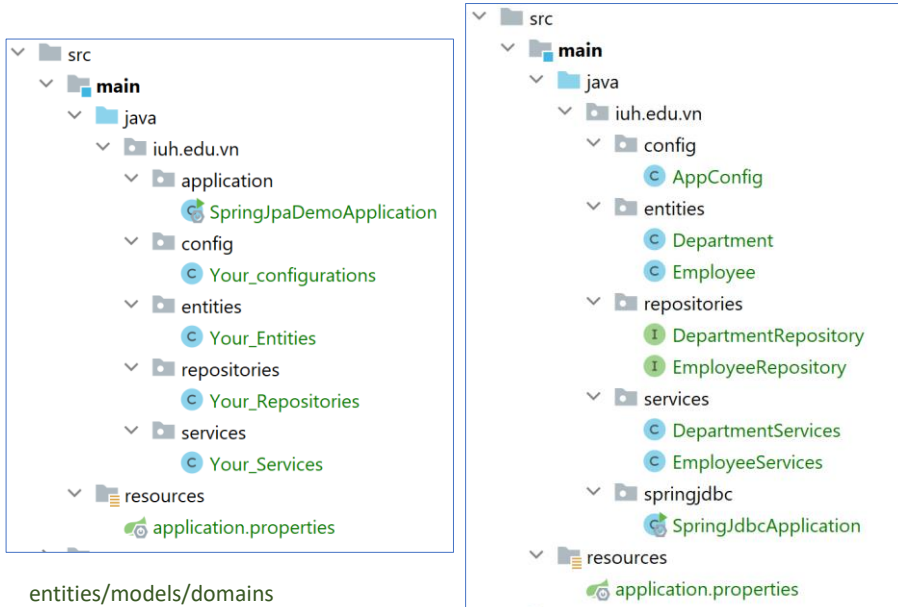 src
main
java
iuh.edu.vn
application
SpringJpaDemoApplication
config
Your_configurations
entities
Your_Entities
repositories
Your_Repositories
services
Your_Services
resources
application.properties
entities/models/domains
src
main
java
iuh.edu.vn
config
AppConfig
entities
Department
Employee
repositories
DepartmentRepository
EmployeeRepository
services
DepartmentServices
EmployeeServices
springjdbc
SpringJdbcApplication
resources
application.properties